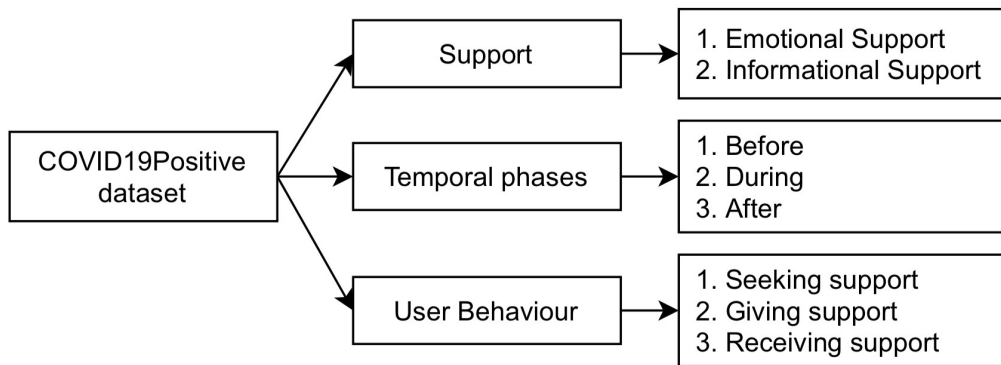 COVID19Positive
dataset
Support
1. Emotional Support
2. Informational Support
Temporal phases
1. Before
2. During
3. After
User Behaviour
1. Seeking support
2. Giving support
3. Receiving support